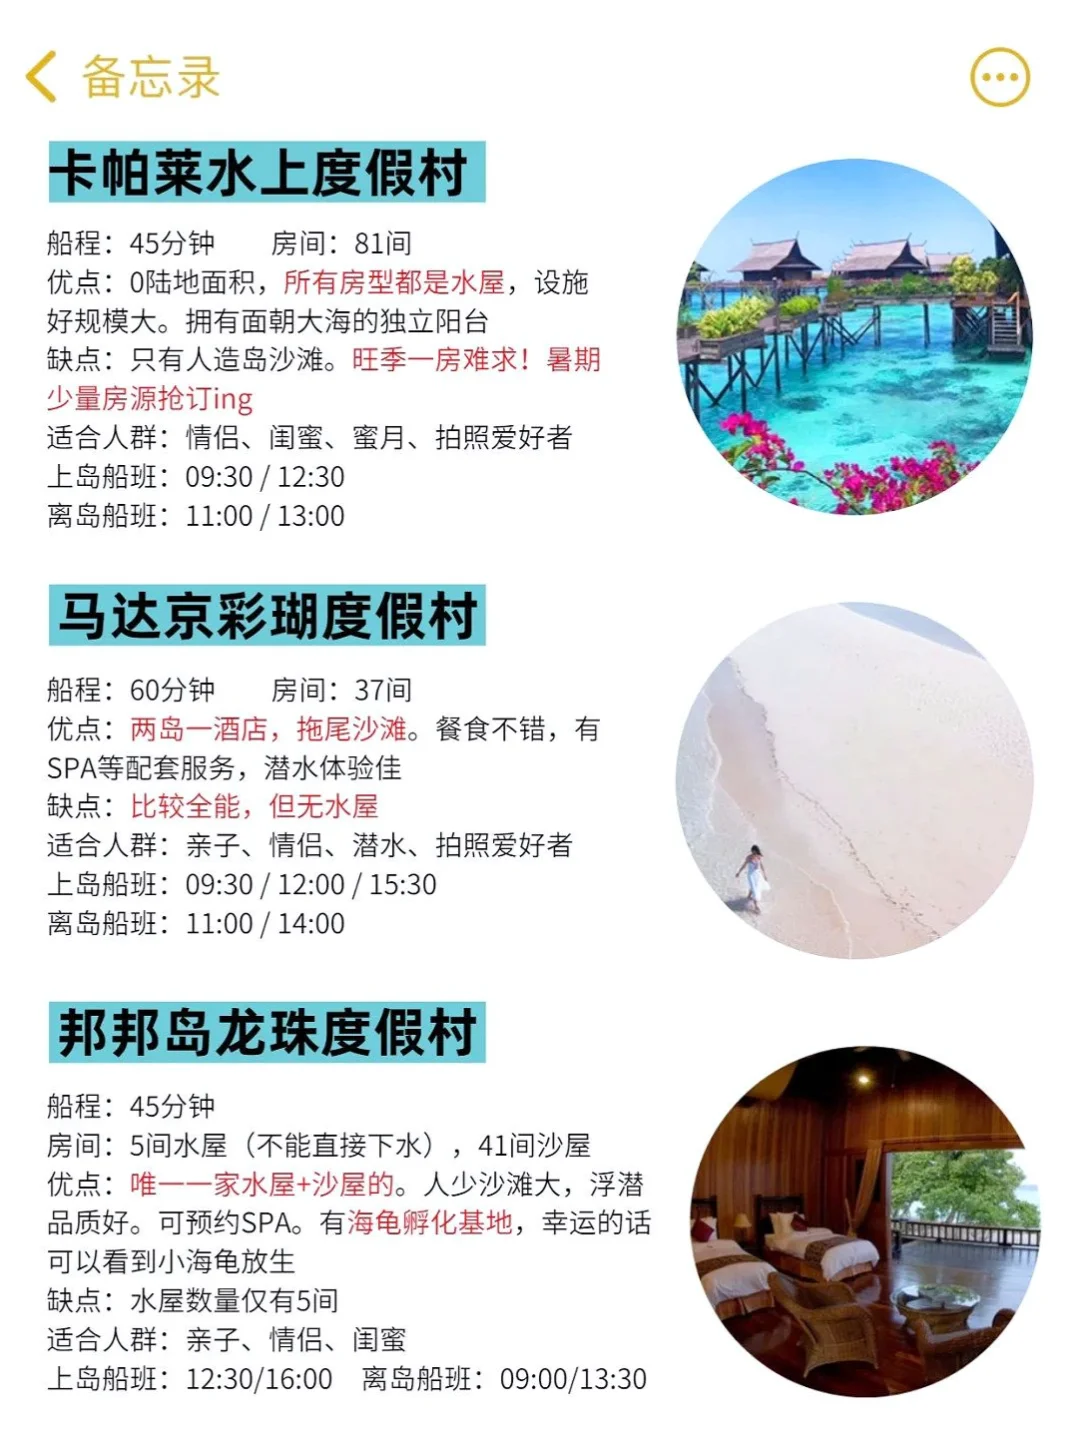 备忘录
卡帕莱水上度假村
船程：45分钟 房间：81间
优点：0陆地面积，所有房型都是水屋，设施
好规模大。拥有面朝大海的独立阳台
缺点：只有人造岛沙滩。旺季一房难求！暑期
少量房源抢订ing
适合人群：情侣、闺蜜、蜜月、拍照爱好者
上岛船班：09:30 / 12:30
离岛船班：11:00 / 13:00
马达京彩瑚度假村
船程：60分钟 房间：37间
优点：两岛一酒店，拖尾沙滩。餐食不错，有
SPA等配套服务，潜水体验佳
缺点：比较全能，但无水屋
适合人群：亲子、情侣、潜水、拍照爱好者
上岛船班：09:30 / 12:00 / 15:30
离岛船班：11:00 / 14:00
邦邦岛龙珠度假村
船程：45分钟
房间：5间水屋（不能直接下水），41间沙屋
优点：唯一一家水屋+沙屋的。人少沙滩大，浮潜
品质好。可预约SPA。有海龟孵化基地，幸运的话
可以看到小海龟放生
缺点：水屋数量仅有5间
适合人群：亲子、情侣、闺蜜
上岛船班：12:30/16:00 离岛船班：09:00/13:30